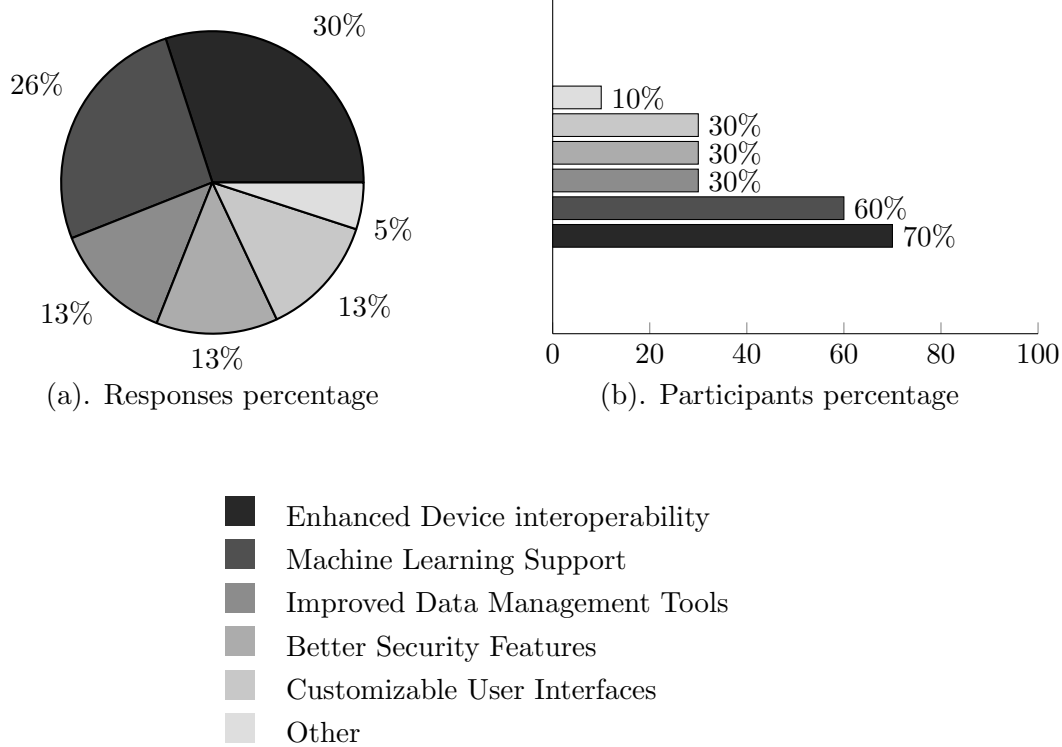 30%
26%
13%
13%
13%
5%
(a). Responses percentage
10%
30%
30%
30%
60%
70%
0 20 40 60 80 100
(b). Participants percentage
Enhanced Device interoperability
Machine Learning Support
Improved Data Management Tools
Better Security Features
Customizable User Interfaces
Other